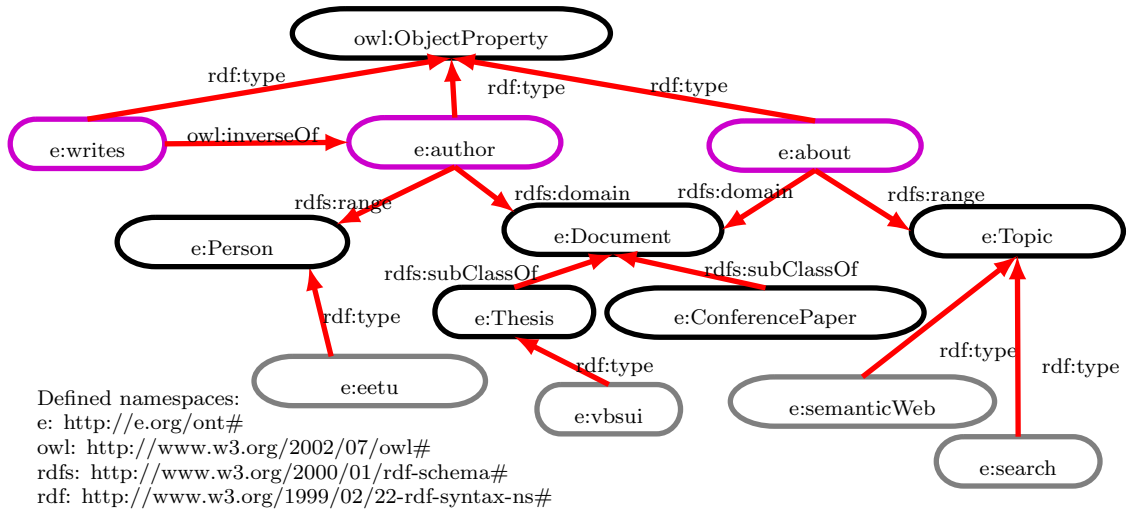 owl:ObjectProperty
rdf:type
rdf:type
rdf:type
e:writes
owl:inverseOf
e:author
e:about
rdfs:range
rdfs:domain
rdfs:domain
rdfs:range
e:Person
e:Document
e:Topic
rdfs:subClassOf
rdfs:subClassOf
e:Thesis
e:ConferencePaper
rdf:type
rdf:type
rdf:type
rdf:type
e:eetu
e:vbsui
e:semanticWeb
e:search
Defined namespaces:
e: http://e.org/ont#
owl: http://www.w3.org/2002/07/owl#
rdfs: http://www.w3.org/2000/01/rdf-schema#
rdf: http://www.w3.org/1999/02/22-rdf-syntax-ns#